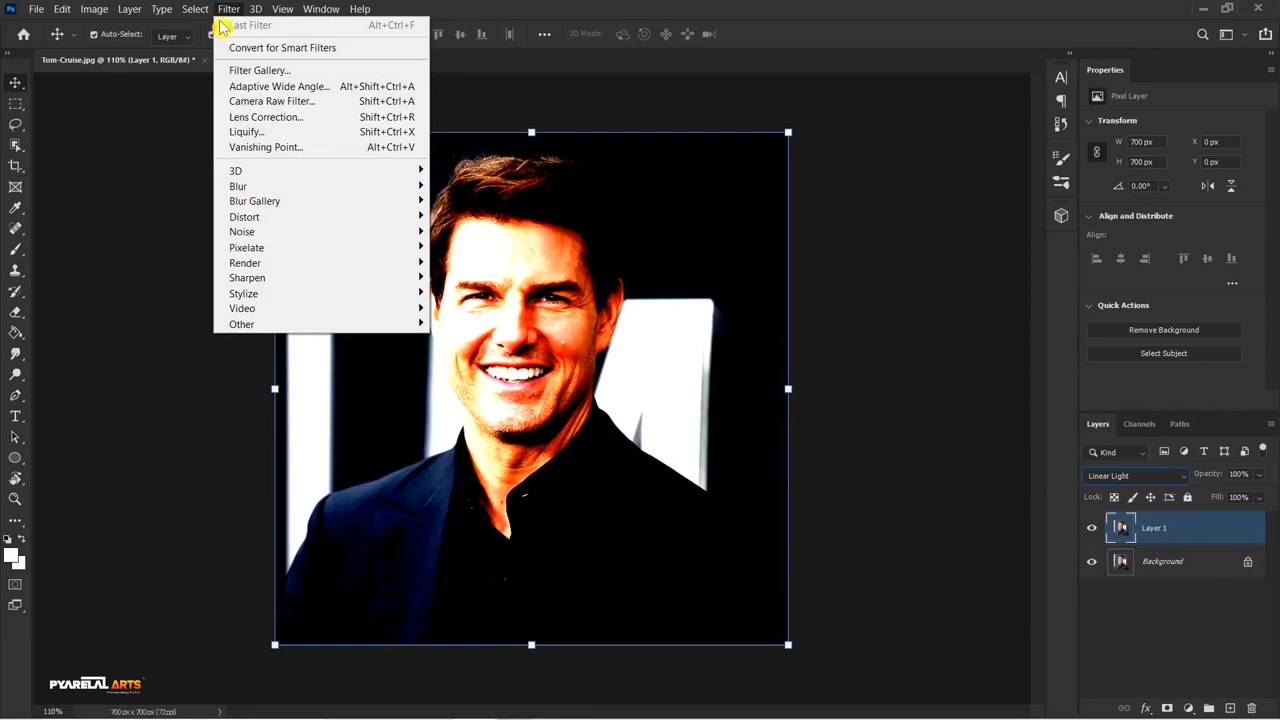 File Edit Image Layer Type Select Filter 3D View Window Help
Auto-Select: Layer 3D Mode:
Tom-Cruise.jpg @ 110% (Layer 1, RGB/8#) *
Last Filter Alt+Ctrl+F
Convert for Smart Filters
Filter Gallery...
Adaptive Wide Angle... Alt+Shift+Ctrl+A
Camera Raw Filter... Shift+Ctrl+A
Lens Correction... Shift+Ctrl+R
Liquify... Shift+Ctrl+X
Vanishing Point... Alt+Ctrl+V
3D
Blur
Blur Gallery
Distort
Noise
Pixelate
Render
Sharpen
Stylize
Video
Other
Properties
Pixel Layer
Transform
W 700 px X 0 px
H 700 px Y 0 px
0.00°
Align and Distribute
Align:
Quick Actions
Remove Background
Select Subject
Layers Channels Paths
Kind
Linear Light Opacity: 100%
Lock: Fill: 100%
Layer 1
Background
PYARELAL ARTS
110% 700 px x 700 px (72 ppi)